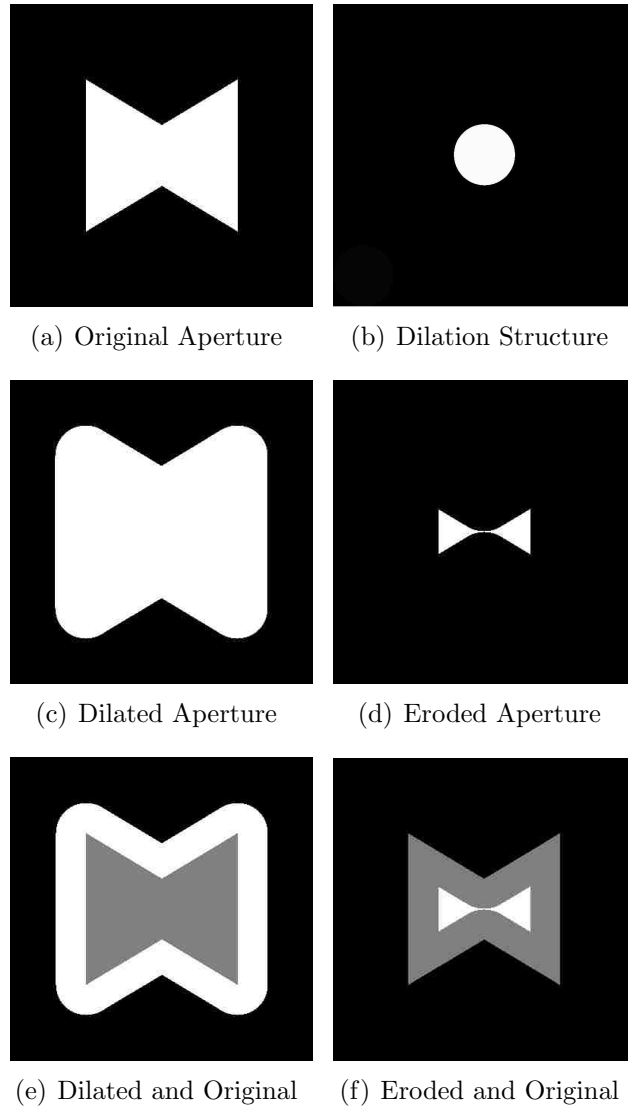 (a) Original Aperture (b) Dilation Structure
(c) Dilated Aperture (d) Eroded Aperture
(e) Dilated and Original (f) Eroded and Original